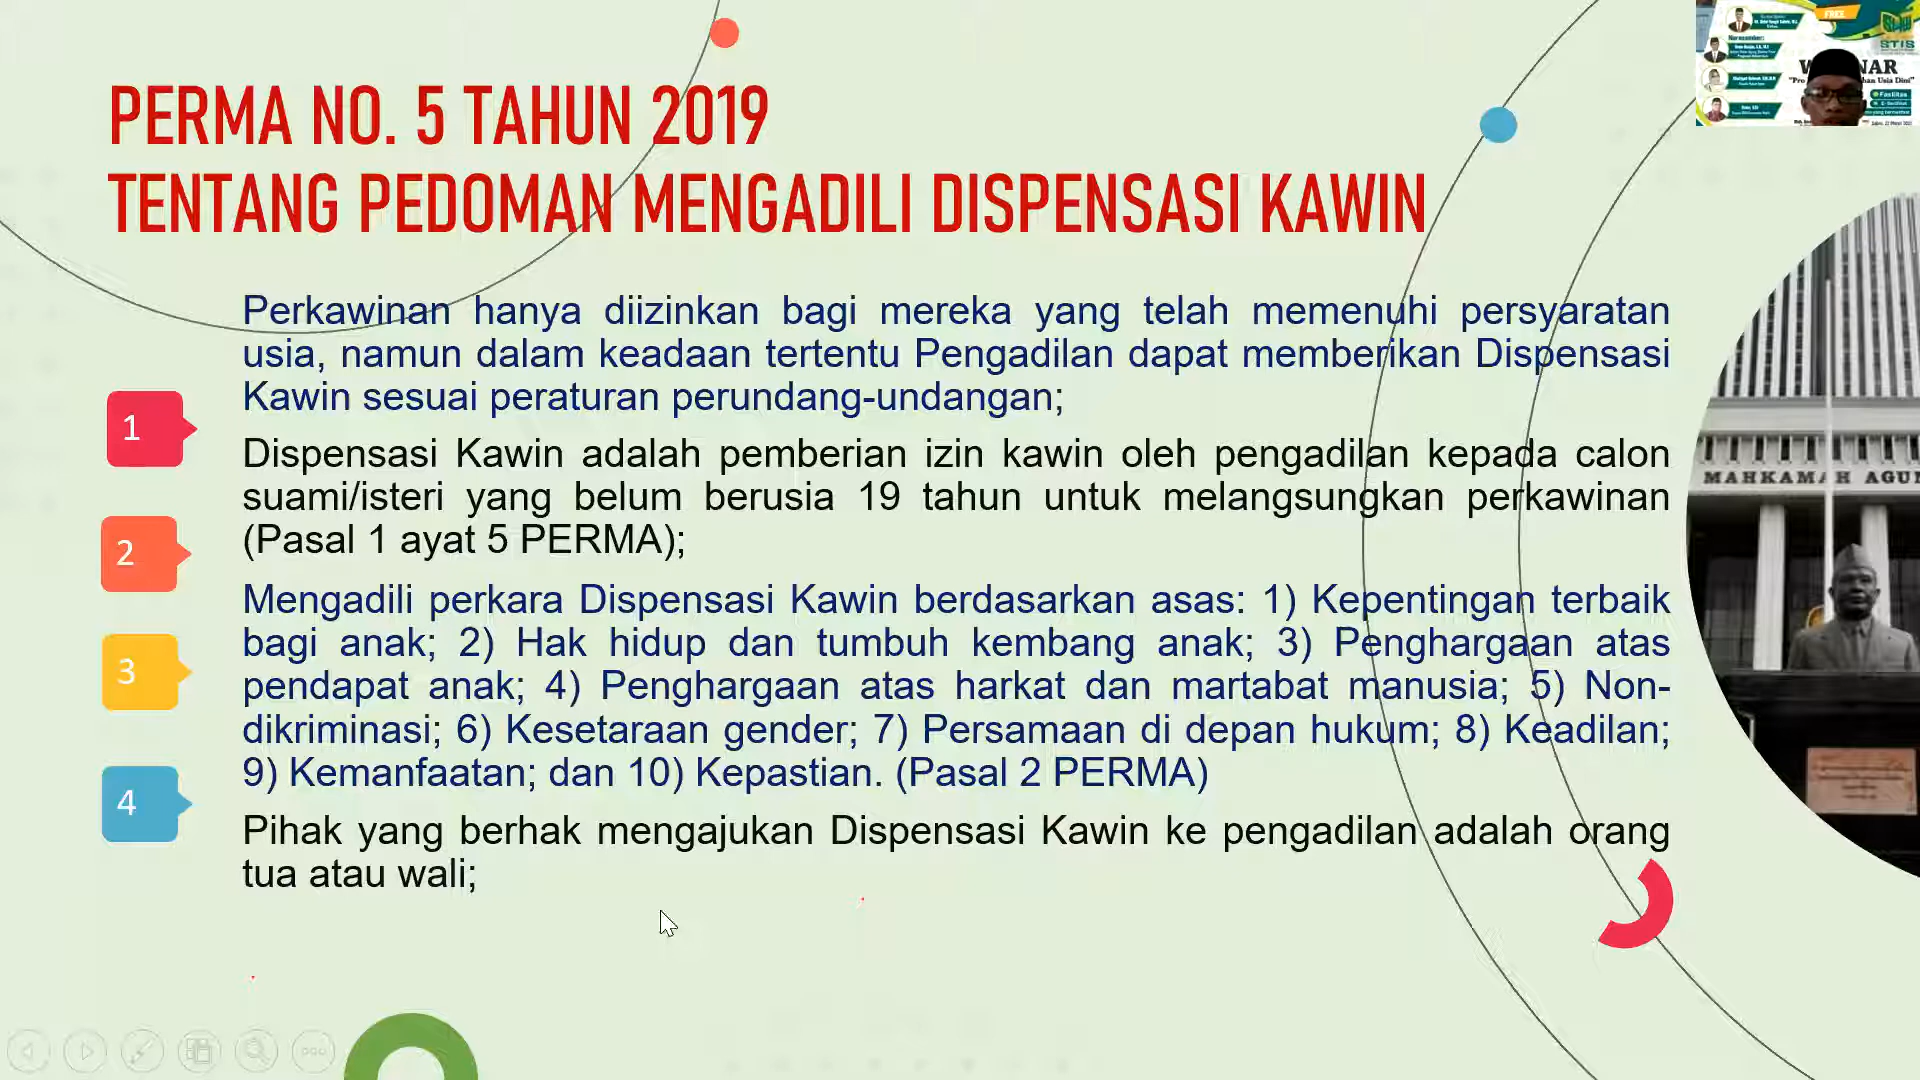 PERMA NO. 5 TAHUN 2019
TENTANG PEDOMAN MENGADILI DISPENSASI KAWIN
FREE
STIS
Narasumber:
Fasilitas
Perkawinan hanya diizinkan bagi mereka yang telah memenuhi persyaratan
usia, namun dalam keadaan tertentu Pengadilan dapat memberikan Dispensasi
Kawin sesuai peraturan perundang-undangan;
1
Dispensasi Kawin adalah pemberian izin kawin oleh pengadilan kepada calon
suami/isteri yang belum berusia 19 tahun untuk melangsungkan perkawinan
(Pasal 1 ayat 5 PERMA);
2
Mengadili perkara Dispensasi Kawin berdasarkan asas: 1) Kepentingan terbaik
bagi anak; 2) Hak hidup dan tumbuh kembang anak; 3) Penghargaan atas
pendapat anak; 4) Penghargaan atas harkat dan martabat manusia; 5) Non-
dikriminasi; 6) Kesetaraan gender; 7) Persamaan di depan hukum; 8) Keadilan;
9) Kemanfaatan; dan 10) Kepastian. (Pasal 2 PERMA)
3
4
Pihak yang berhak mengajukan Dispensasi Kawin ke pengadilan adalah orang
tua atau wali;
MAHKAMAH AGUN